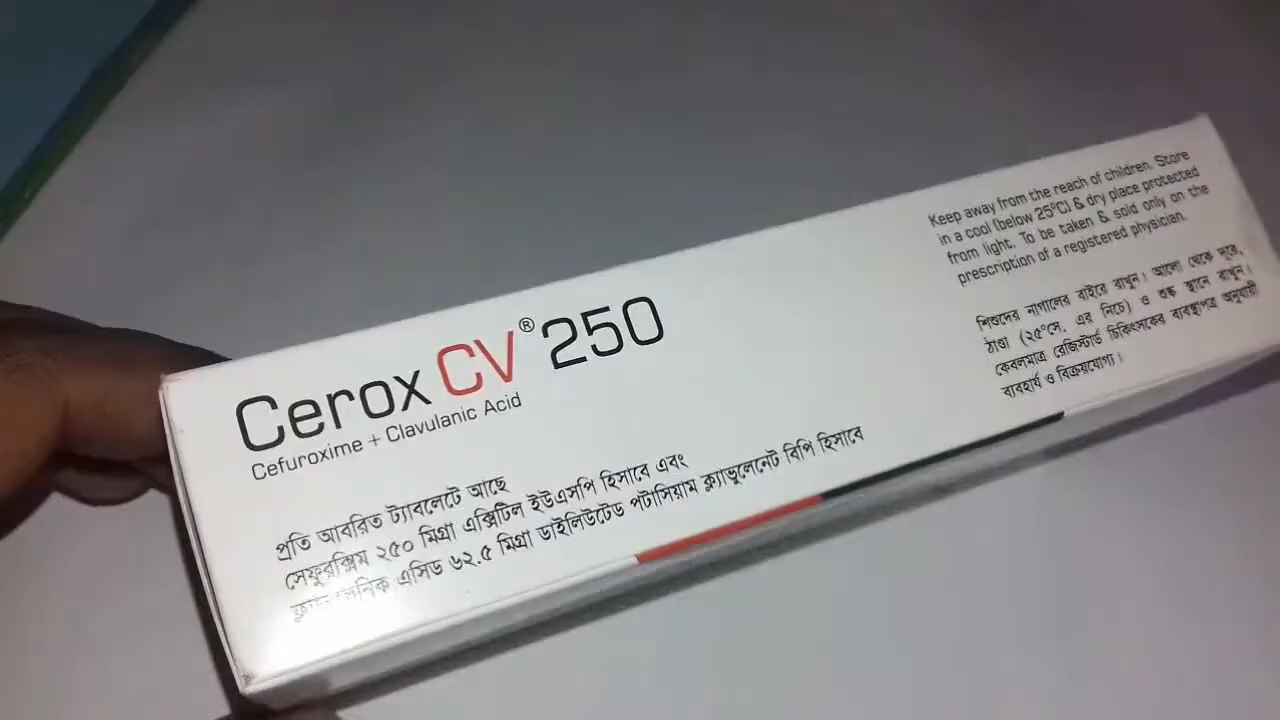 Cerox CV® 250
Cefuroxime + Clavulanic Acid
প্রতি আবরিত ট্যাবলেটে আছে
সেফুরক্সিম ২৫০ মিগ্রা এক্সিটিল ইউএসপি হিসাবে এবং
এসিড ৬২.৫ মিগ্রা ডাইলিউটেড পটাসিয়াম ক্ল্যাভুলেনেট বিপি হিসাবে
Keep away from the reach of children. Store
in a cool (below 25°C) & dry place protected
from light. To be taken & sold only on the
prescription of a registered physician.
শিশুদের নাগালের বাইরে রাখুন। আলো থেকে দূরে,
ঠাণ্ডা (২৫°সে. এর নিচে) ও শুষ্ক স্থানে রাখুন।
কেবলমাত্র রেজিস্টার্ড চিকিৎসকের ব্যবস্থাপত্র অনুযায়ী
ব্যবহার্য ও বিক্রয়যোগ্য।